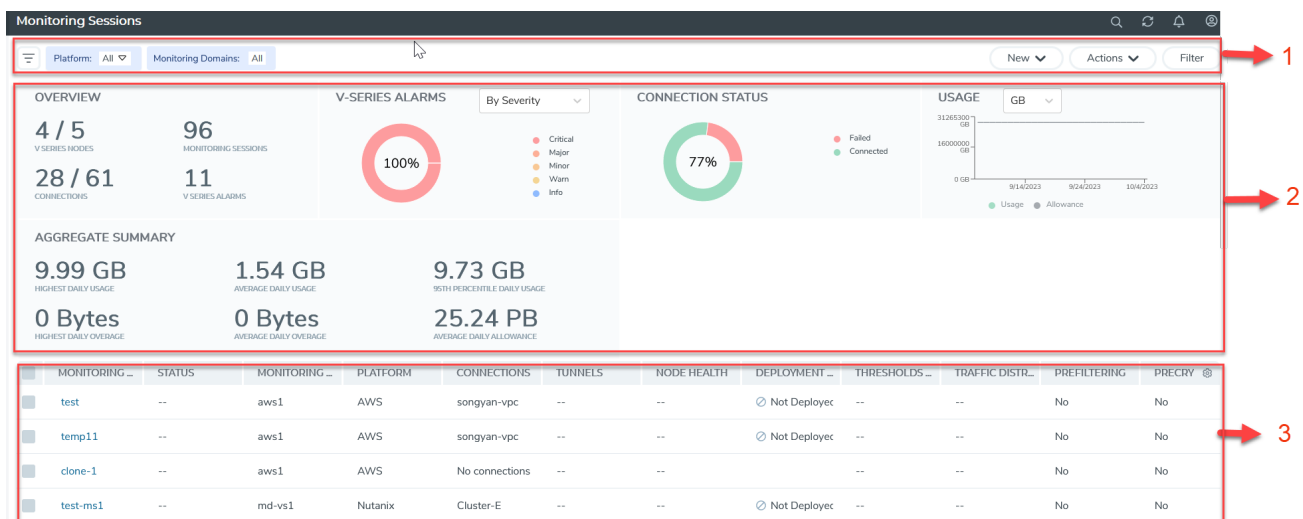 Monitoring Sessions
Platform: All Monitoring Domains: All New Actions Filter 1
OVERVIEW
4 / 5
V SERIES NODES
96
MONITORING SESSIONS
28 / 61
CONNECTIONS
11
V SERIES ALARMS
V-SERIES ALARMS By Severity
100%
Critical
Major
Minor
Warn
Info
CONNECTION STATUS
77%
Failed
Connected
USAGE GB
31265300 GB
16000000 GB
0 GB
9/14/2023 9/24/2023 10/4/2023
Usage Allowance
2
AGGREGATE SUMMARY
9.99 GB
HIGHEST DAILY USAGE
1.54 GB
AVERAGE DAILY USAGE
9.73 GB
95TH PERCENTILE DAILY USAGE
0 Bytes
HIGHEST DAILY OVERAGE
0 Bytes
AVERAGE DAILY OVERAGE
25.24 PB
AVERAGE DAILY ALLOWANCE
MONITORING ... STATUS MONITORING ... PLATFORM CONNECTIONS TUNNELS NODE HEALTH DEPLOYMENT ... THRESHOLDS ... TRAFFIC DISTR... PREFILTERING PRECRY
test -- aws1 AWS songyan-vpc -- -- Not Deployec -- -- No No
temp11 -- aws1 AWS songyan-vpc -- -- Not Deployec -- -- No No
3
clone-1 -- aws1 AWS No connections -- -- -- -- No No
test-ms1 -- md-vs1 Nutanix Cluster-E -- -- Not Deployec -- -- No No